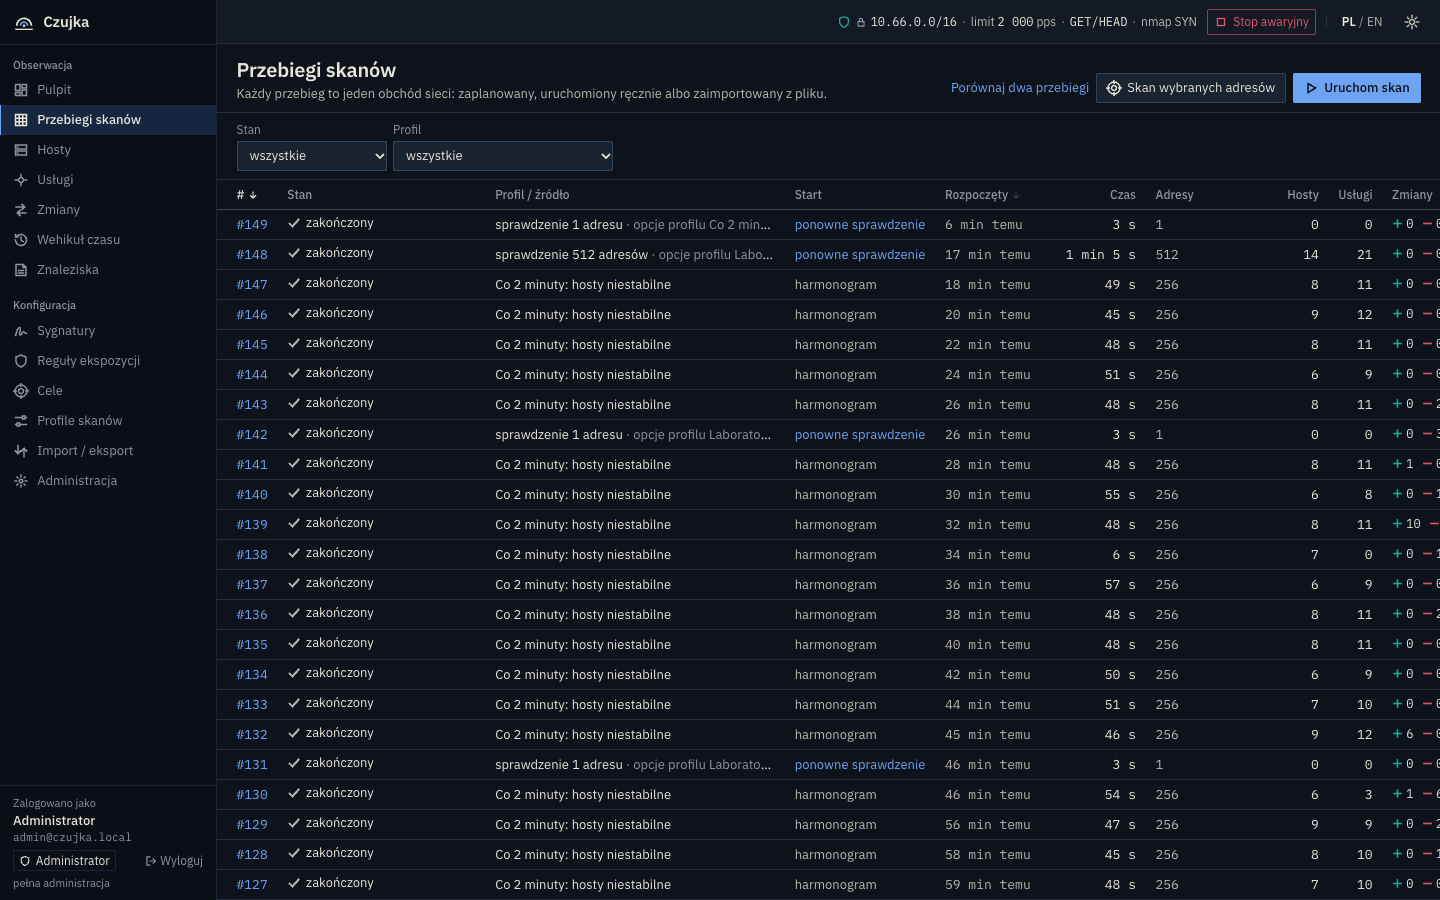 Czujka
10.66.0.0/16 · limit 2 000 pps · GET/HEAD · nmap SYN
Stop awaryjny
PL / EN
Obserwacja
Pulpit
Przebiegi skanów
Hosty
Usługi
Zmiany
Wehikuł czasu
Znaleziska
Konfiguracja
Sygnatury
Reguły ekspozycji
Cele
Profile skanów
Import / eksport
Administracja
Zalogowano jako
Administrator
admin@czujka.local
Administrator
Wyloguj
pełna administracja
Przebiegi skanów
Każdy przebieg to jeden obchód sieci: zaplanowany, uruchomiony ręcznie albo zaimportowany z pliku.
Porównaj dwa przebiegi
Skan wybranych adresów
Uruchom skan
Stan Profil
wszystkie wszystkie
# ↓ Stan Profil / źródło Start Rozpoczęty ↓ Czas Adresy Hosty Usługi Zmiany
#149 zakończony sprawdzenie 1 adresu · opcje profilu Co 2 min… ponowne sprawdzenie 6 min temu 3 s 1 0 0 +0
#148 zakończony sprawdzenie 512 adresów · opcje profilu Labo… ponowne sprawdzenie 17 min temu 1 min 5 s 512 14 21 +0
#147 zakończony Co 2 minuty: hosty niestabilne harmonogram 18 min temu 49 s 256 8 11 +0
#146 zakończony Co 2 minuty: hosty niestabilne harmonogram 20 min temu 45 s 256 9 12 +0
#145 zakończony Co 2 minuty: hosty niestabilne harmonogram 22 min temu 48 s 256 8 11 +0
#144 zakończony Co 2 minuty: hosty niestabilne harmonogram 24 min temu 51 s 256 6 9 +0
#143 zakończony Co 2 minuty: hosty niestabilne harmonogram 26 min temu 48 s 256 8 11 +0
#142 zakończony sprawdzenie 1 adresu · opcje profilu Laborato… ponowne sprawdzenie 26 min temu 3 s 1 0 0 +0
#141 zakończony Co 2 minuty: hosty niestabilne harmonogram 28 min temu 48 s 256 8 11 +1
#140 zakończony Co 2 minuty: hosty niestabilne harmonogram 30 min temu 55 s 256 6 8 +0
#139 zakończony Co 2 minuty: hosty niestabilne harmonogram 32 min temu 48 s 256 8 11 +10
#138 zakończony Co 2 minuty: hosty niestabilne harmonogram 34 min temu 6 s 256 7 0 +0
#137 zakończony Co 2 minuty: hosty niestabilne harmonogram 36 min temu 57 s 256 6 9 +0
#136 zakończony Co 2 minuty: hosty niestabilne harmonogram 38 min temu 48 s 256 8 11 +0
#135 zakończony Co 2 minuty: hosty niestabilne harmonogram 40 min temu 48 s 256 8 11 +0
#134 zakończony Co 2 minuty: hosty niestabilne harmonogram 42 min temu 50 s 256 6 9 +0
#133 zakończony Co 2 minuty: hosty niestabilne harmonogram 44 min temu 51 s 256 7 10 +0
#132 zakończony Co 2 minuty: hosty niestabilne harmonogram 45 min temu 46 s 256 9 12 +6
#131 zakończony sprawdzenie 1 adresu · opcje profilu Laborato… ponowne sprawdzenie 46 min temu 3 s 1 0 0 +0
#130 zakończony Co 2 minuty: hosty niestabilne harmonogram 46 min temu 54 s 256 6 3 +1
#129 zakończony Co 2 minuty: hosty niestabilne harmonogram 56 min temu 47 s 256 9 9 +0
#128 zakończony Co 2 minuty: hosty niestabilne harmonogram 58 min temu 45 s 256 8 10 +0
#127 zakończony Co 2 minuty: hosty niestabilne harmonogram 59 min temu 48 s 256 7 10 +0